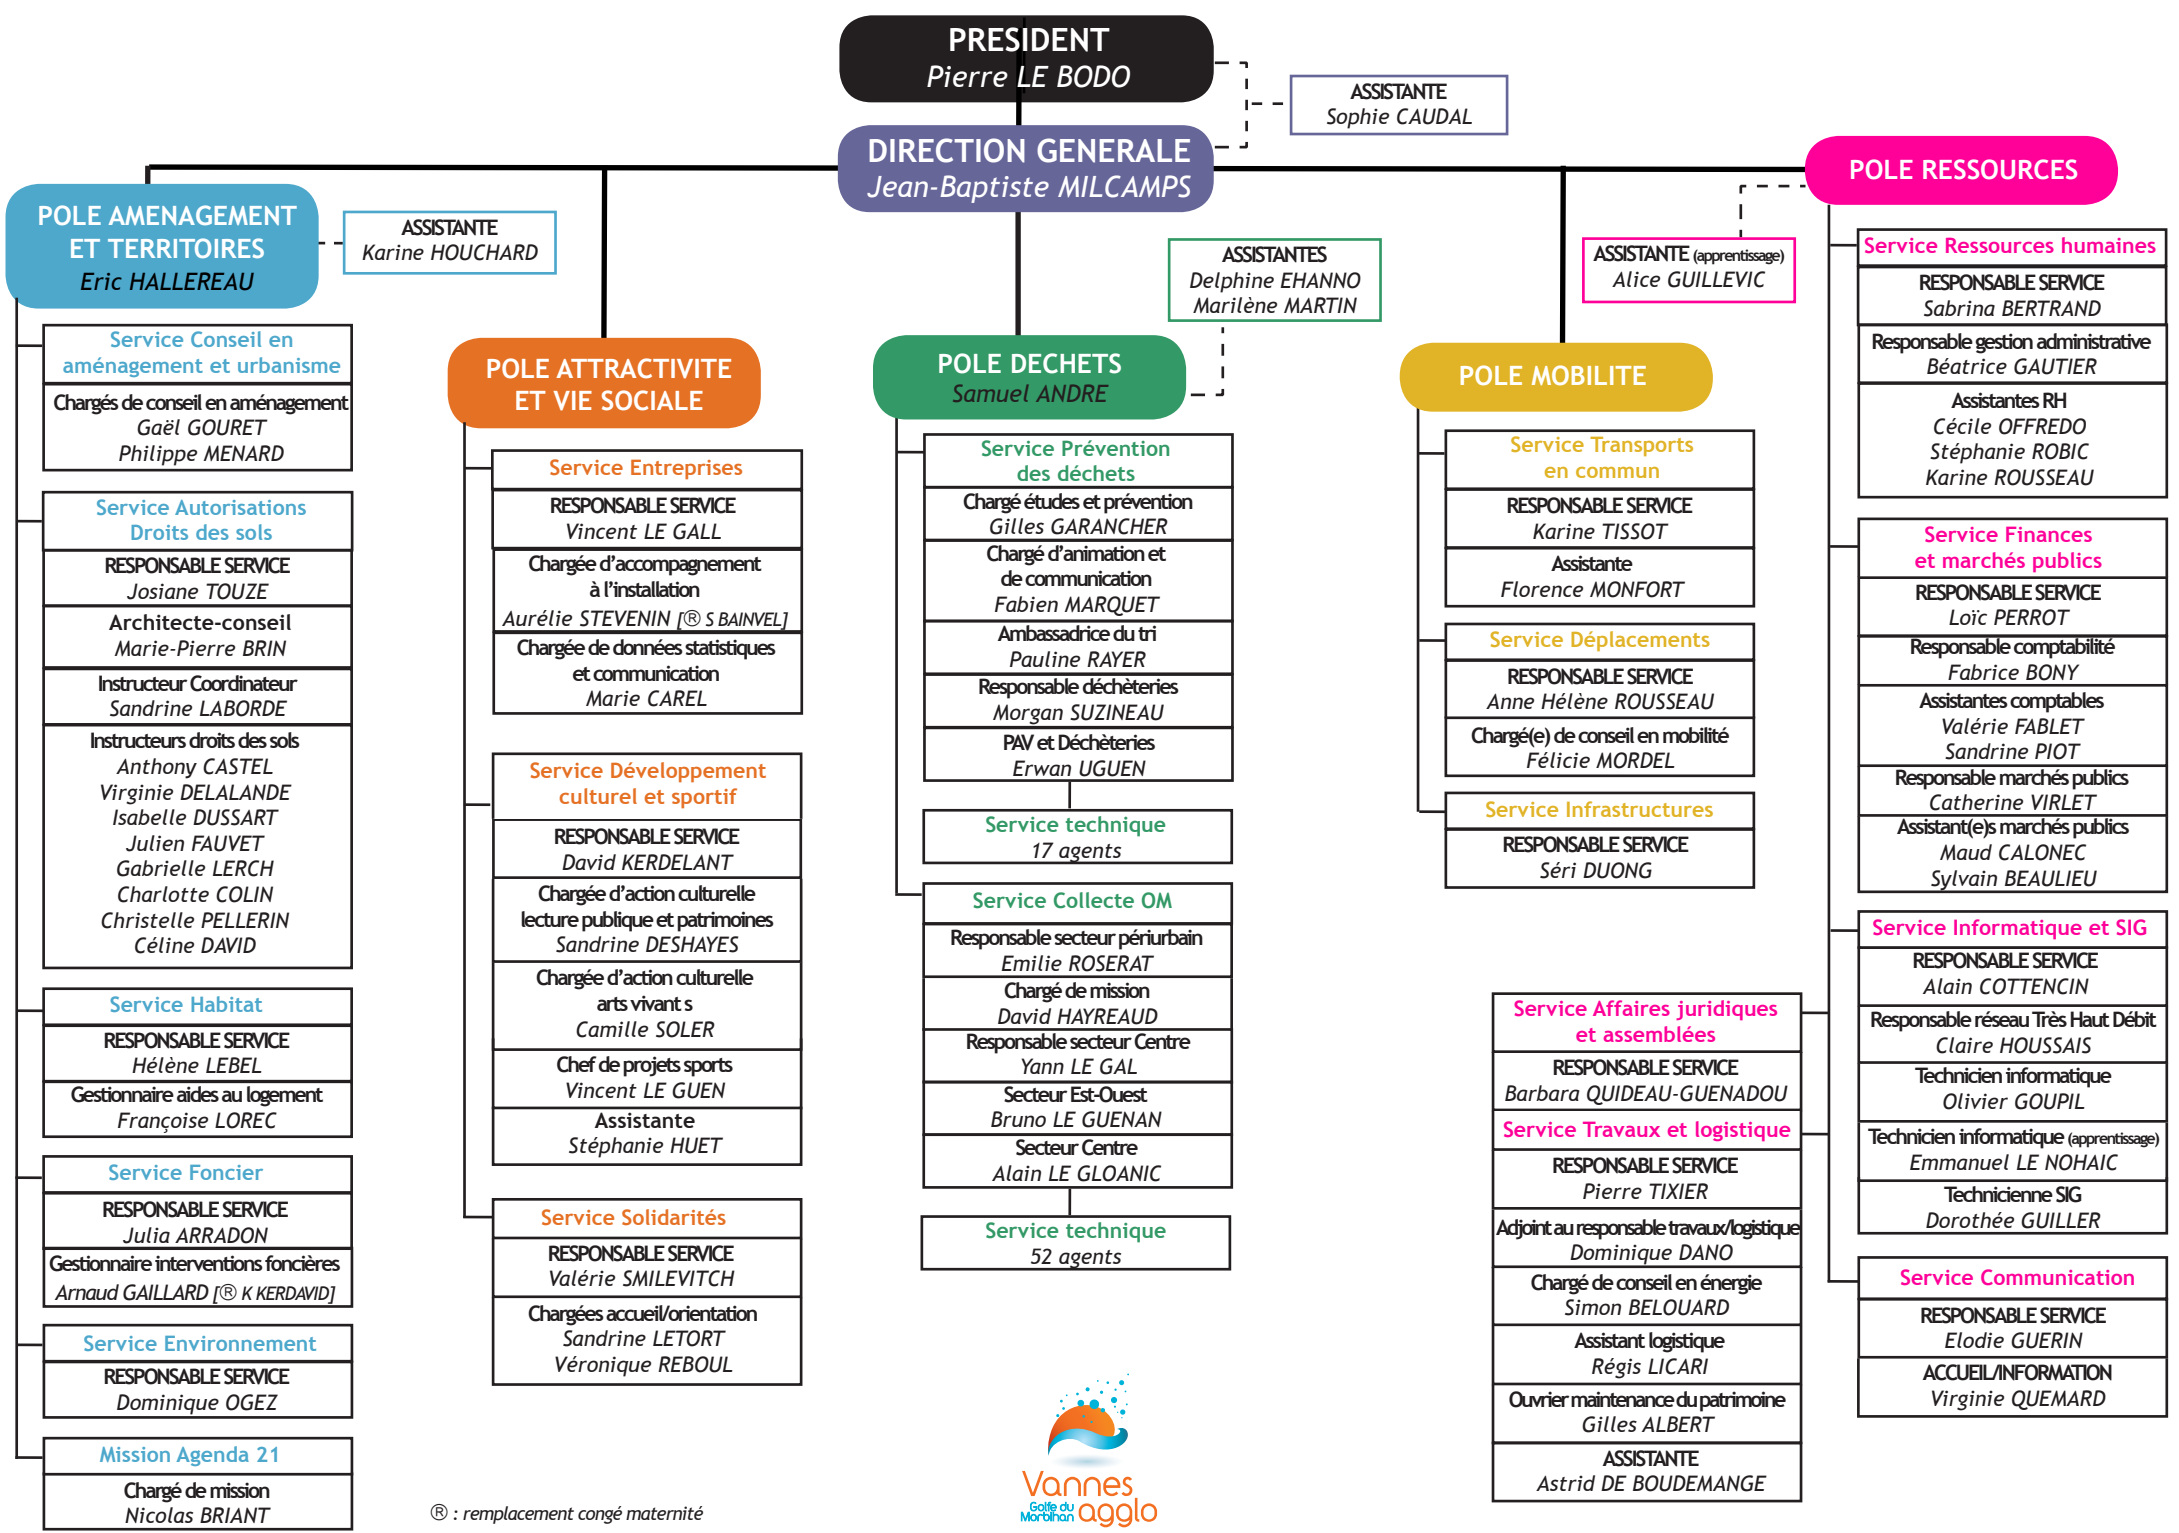 PRESIDENT
Pierre LE BODO
ASSISTANTE
Sophie CAUDAL
DIRECTION GENERALE
Jean-Baptiste MILCAMPS
POLE AMENAGEMENT
ET TERRITOIRES
Eric HALLEREAU
ASSISTANTE
Karine HOUCHARD
Service Conseil en
aménagement et urbanisme
Chargés de conseil en aménagement
Gaël GOURET
Philippe MENARD
Service Autorisations
Droits des sols
RESPONSABLE SERVICE
Josiane TOUZE
Architecte-conseil
Marie-Pierre BRIN
Instructeur Coordinateur
Sandrine LABORDE
Instructeurs droits des sols
Anthony CASTEL
Virginie DELALANDE
Isabelle DUSSART
Julien FAUVET
Gabrielle LERCH
Charlotte COLIN
Christelle PELLERIN
Céline DAVID
Service Habitat
RESPONSABLE SERVICE
Hélène LEBEL
Gestionnaire aides au logement
Françoise LOREC
Service Foncier
RESPONSABLE SERVICE
Julia ARRADON
Gestionnaire interventions foncières
Arnaud GAILLARD [® K KERDAVID]
Service Environnement
RESPONSABLE SERVICE
Dominique OGEZ
Mission Agenda 21
Chargé de mission
Nicolas BRIANT
POLE ATTRACTIVITE
ET VIE SOCIALE
Service Entreprises
RESPONSABLE SERVICE
Vincent LE GALL
Chargée d'accompagnement
à l'installation
Aurélie STEVENIN [® S BAINVEL]
Chargée de données statistiques
et communication
Marie CAREL
Service Développement
culturel et sportif
RESPONSABLE SERVICE
David KERDELANT
Chargée d'action culturelle
lecture publique et patrimoines
Sandrine DESHAYES
Chargée d'action culturelle
arts vivant s
Camille SOLER
Chef de projets sports
Vincent LE GUEN
Assistante
Stéphanie HUET
Service Solidarités
RESPONSABLE SERVICE
Valérie SMILEVITCH
Chargées accueil/orientation
Sandrine LETORT
Véronique REBOUL
® : remplacement congé maternité
ASSISTANTES
Delphine EHANNO
Marilène MARTIN
POLE DECHETS
Samuel ANDRE
Service Prévention
des déchets
Chargé études et prévention
Gilles GARANCHER
Chargé d'animation et
de communication
Fabien MARQUET
Ambassadrice du tri
Pauline RAYER
Responsable déchèteries
Morgan SUZINEAU
PAV et Déchèteries
Erwan UGUEN
Service technique
17 agents
Service Collecte OM
Responsable secteur périurbain
Emilie ROSERAT
Chargé de mission
David HAYREAUD
Responsable secteur Centre
Yann LE GAL
Secteur Est-Ouest
Bruno LE GUENAN
Secteur Centre
Alain LE GLOANIC
Service technique
52 agents
Vannes
Golfe du
Morbihan
agglo
POLE MOBILITE
Service Transports
en commun
RESPONSABLE SERVICE
Karine TISSOT
Assistante
Florence MONFORT
Service Déplacements
RESPONSABLE SERVICE
Anne Hélène ROUSSEAU
Chargé(e) de conseil en mobilité
Félicie MORDEL
Service Infrastructures
RESPONSABLE SERVICE
Séri DUONG
POLE RESSOURCES
ASSISTANTE (apprentissage)
Alice GUILLEVIC
Service Affaires juridiques
et assemblées
RESPONSABLE SERVICE
Barbara QUIDEAU-GUENADOU
Service Travaux et logistique
RESPONSABLE SERVICE
Pierre TIXIER
Adjoint au responsable travaux/logistique
Dominique DANO
Chargé de conseil en énergie
Simon BELOUARD
Assistant logistique
Régis LICARI
Ouvrier maintenance du patrimoine
Gilles ALBERT
ASSISTANTE
Astrid DE BOUDEMANGE
Service Ressources humaines
RESPONSABLE SERVICE
Sabrina BERTRAND
Responsable gestion administrative
Béatrice GAUTIER
Assistantes RH
Cécile OFFREDO
Stéphanie ROBIC
Karine ROUSSEAU
Service Finances
et marchés publics
RESPONSABLE SERVICE
Loïc PERROT
Responsable comptabilité
Fabrice BONY
Assistantes comptables
Valérie FABLET
Sandrine PIOT
Responsable marchés publics
Catherine VIRLET
Assistant(e)s marchés publics
Maud CALONEC
Sylvain BEAULIEU
Service Informatique et SIG
RESPONSABLE SERVICE
Alain COTTENCIN
Responsable réseau Très Haut Débit
Claire HOUSSAIS
Technicien informatique
Olivier GOUPIL
Technicien informatique (apprentissage)
Emmanuel LE NOHAIC
Technicienne SIG
Dorothée GUILLER
Service Communication
RESPONSABLE SERVICE
Elodie GUERIN
ACCUEIL/INFORMATION
Virginie QUEMARD